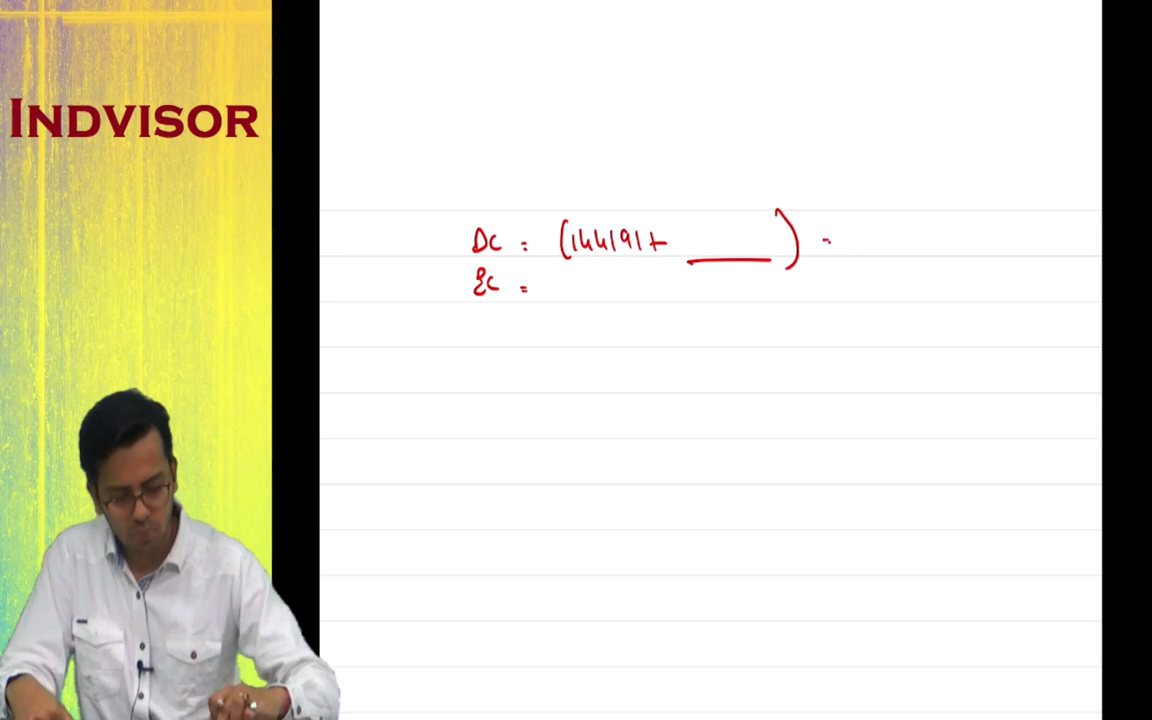 INDVISOR
DC = (144191+ ____ ) =
EC =